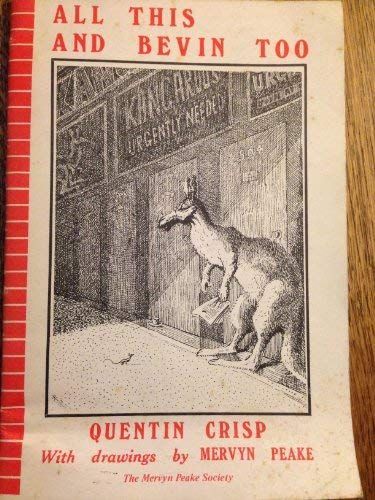 ALL THIS
AND BEVIN TOO
KANGAROOS
URGENTLY NEEDED
QUENTIN CRISP
With drawings by MERVYN PEAKE
The Mervyn Peake Society